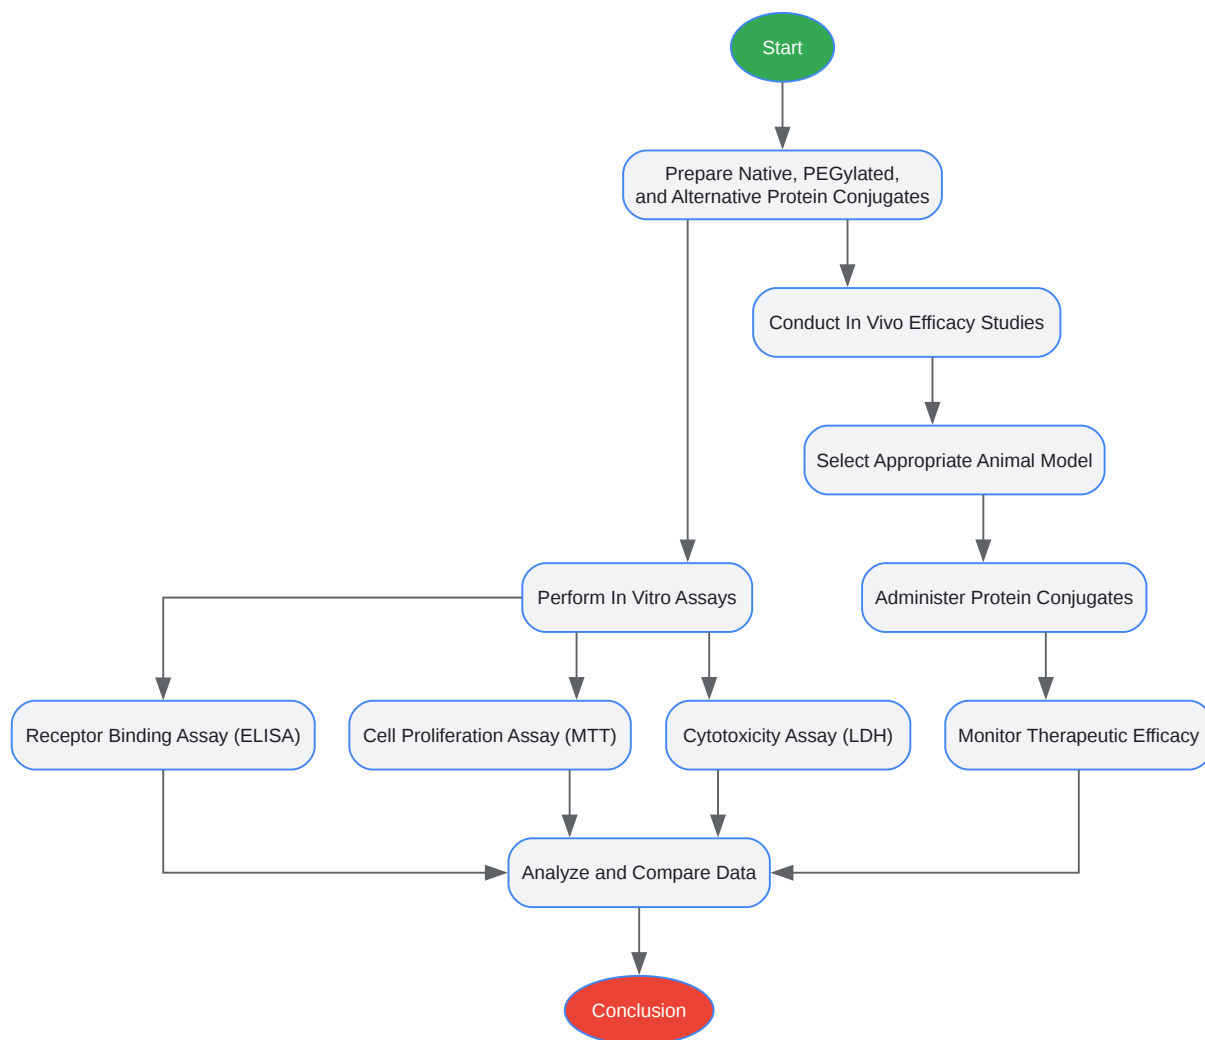 Start
Prepare Native, PEGylated,
and Alternative Protein Conjugates
Conduct In Vivo Efficacy Studies
Select Appropriate Animal Model
Perform In Vitro Assays
Administer Protein Conjugates
Receptor Binding Assay (ELISA)
Cell Proliferation Assay (MTT)
Cytotoxicity Assay (LDH)
Monitor Therapeutic Efficacy
Analyze and Compare Data
Conclusion